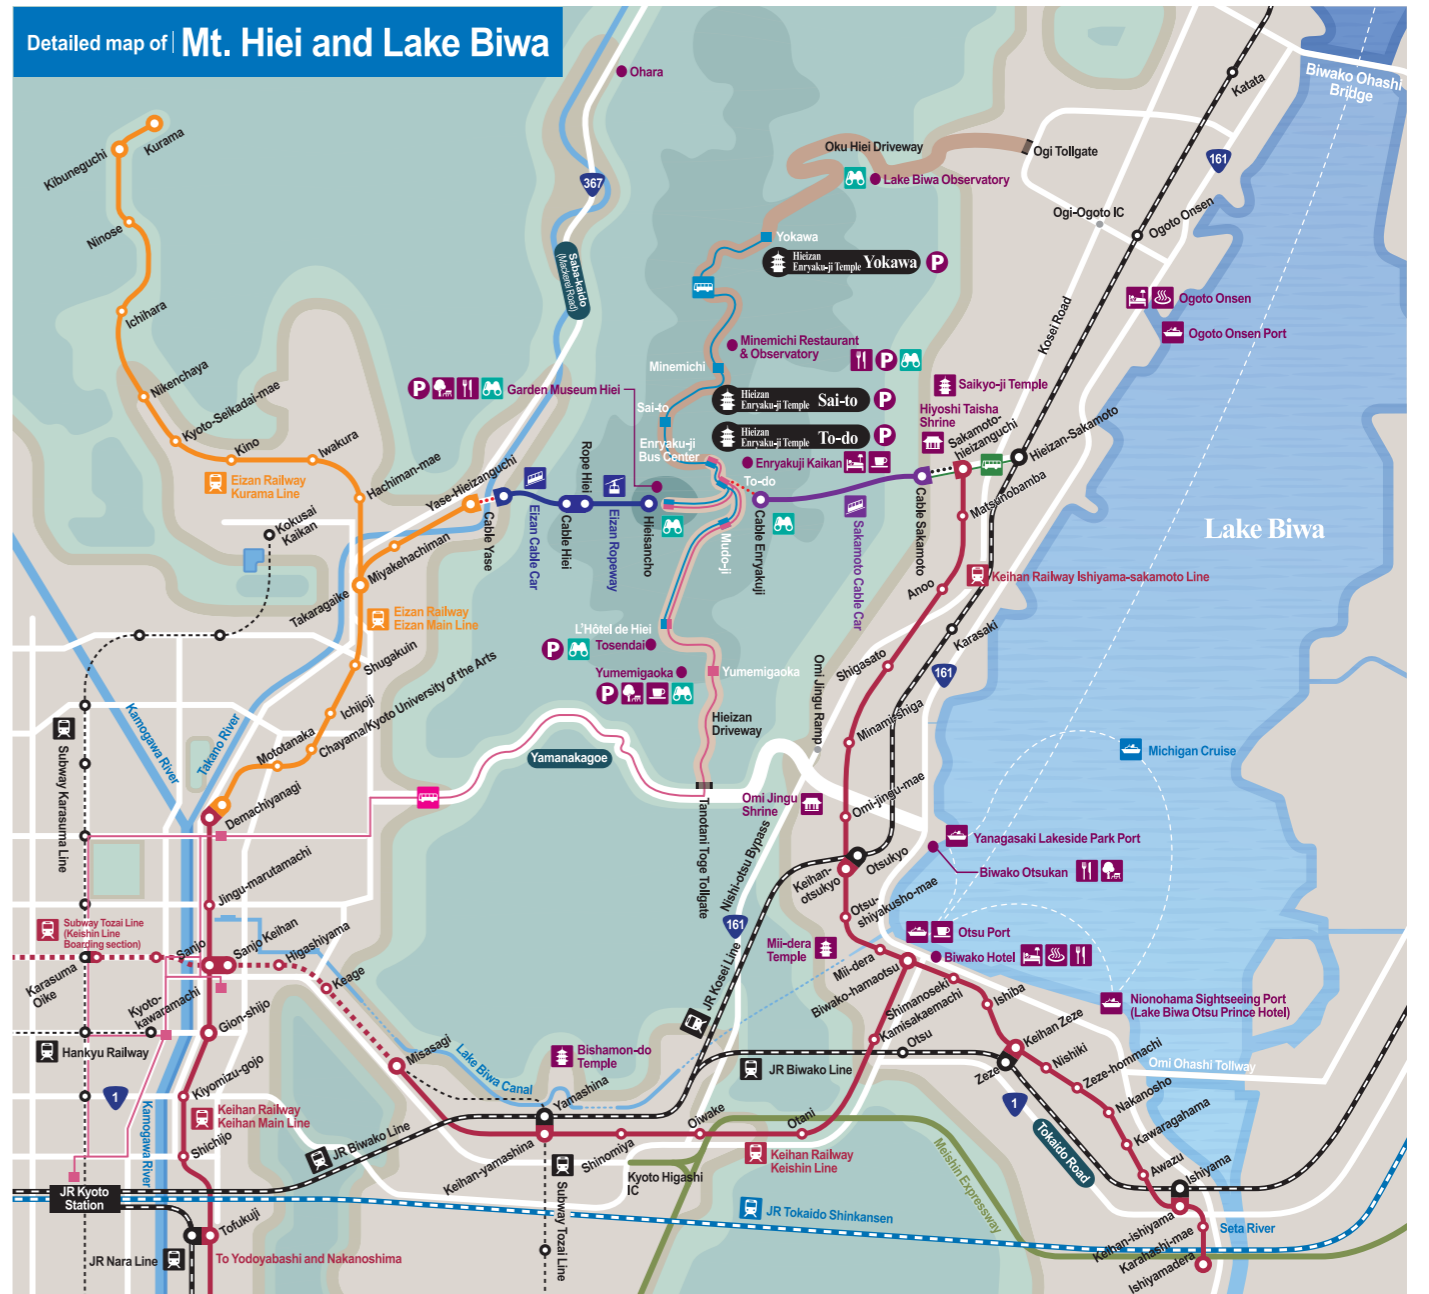 Detailed map of | Mt. Hiei and Lake Biwa
Ohara
Katata
Biwako Ohashi
Bridge
Kurama
Kibuneguchi
Oku Hiei Driveway
Ogi Tollgate
161
Lake Biwa Observatory
367
Ogi-Ogoto IC
Ogoto Onsen
Ninose
Yokawa
Hieizan
Enryaku-ji Temple Yokawa
P
Saba-kaido
(Mackerel Road)
Ogoto Onsen
Ogoto Onsen Port
Kosei Road
Ichihara
Minemichi Restaurant
& Observatory
P
Minemichi
Nikenchaya
P
Garden Museum Hiei
Saikyo-ji Temple
Hieizan
Enryaku-ji Temple Sai-to
P
Sai-to
Hiyoshi Taisha
Shrine
Kyoto-Seikadai-mae
Hieizan
Enryaku-ji Temple To-do
P
Sakamoto-
hieizanguchi
Hieizan-Sakamoto
Enryaku-ji
Bus Center
Kino
Iwakura
Enryakuji Kaikan
Hachiman-mae
Yase-Hieizanguchi
Rope Hiei
To-do
Eizan Railway
Kurama Line
Matsunobamba
Kokusai
Kaikan
Cable Yase
Eizan Cable Car
Cable Hiei
Eizan Ropeway
Hieisancho
Mudo-ji
Cable Enryakuji
Sakamoto Cable Car
Cable Sakamoto
Lake Biwa
Miyakehachiman
Keihan Railway Ishiyama-sakamoto Line
Anoo
Takaragaike
Eizan Railway
Eizan Main Line
L'Hôtel de Hiei
P
Tosendai
Karasaki
Shugakuin
Yumemigaoka
P
Yumemigaoka
Shigasato
161
Omi Jingu Ramp
Chayama/Kyoto University of the Arts
Ichijoji
Hieizan
Driveway
Minamishiga
Kamogawa River
Takano River
Mototanaka
Subway Karasuma Line
Yamanakagoe
Michigan Cruise
Demachiyanagi
Tanotani Toge Tollgate
Omi Jingu
Shrine
Omi-jingu-mae
Nishi-otsu Bypass
Yanagasaki Lakeside Park Port
Otsukyo
Keihan-
otsukyo
Biwako Otsukan
Jingu-marutamachi
Otsu-
shiyakusho-mae
161
Subway Tozai Line
(Keishin Line
Boarding section)
Sanjo
Sanjo Keihan
Higashiyama
Otsu Port
Mii-dera
Temple
Mii-dera
Biwako Hotel
Karasuma
Oike
Keage
JR Kosei Line
Biwako-hamaotsu
Shimanoseki
Ishiba
Nionohama Sightseeing Port
(Lake Biwa Otsu Prince Hotel)
Kyoto-
kawaramachi
Gion-shijo
Kamisakaemachi
Keihan Zeze
Otsu
Hankyu Railway
Misasagi
Lake Biwa Canal
Bishamon-do
Temple
JR Biwako Line
Zeze
Nishiki
Zeze-hommachi
Omi Ohashi Tollway
Kiyomizu-gojo
Yamashina
Nakanosho
1
1
Kamogawa River
Keihan Railway
Keihan Main Line
Kawaragahama
Shichijo
JR Biwako Line
Keihan-yamashina
Shinomiya
Oiwake
Otani
Keihan Railway
Keishin Line
Meishin Expressway
Tokaido Road
Awazu
Ishiyama
Kyoto Higashi
IC
JR Kyoto
Station
Subway Tozai Line
JR Tokaido Shinkansen
Tofukuji
Seta River
Keihan-ishiyama
Karahashi-mae
Ishiyamadera
JR Nara Line
To Yodoyabashi and Nakanoshima